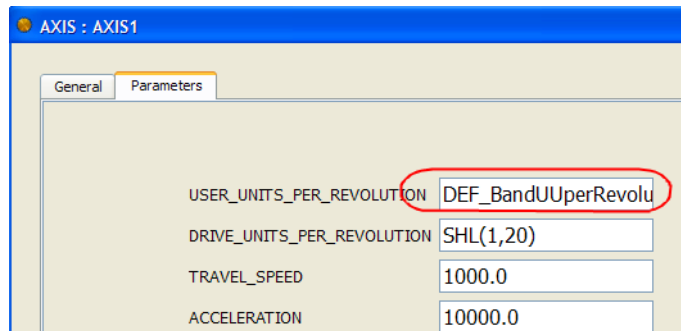 AXIS : AXIS1
General Parameters
USER_UNITS_PER_REVOLUTION DEF_BandUUperRevolu
DRIVE_UNITS_PER_REVOLUTION SHL(1,20)
TRAVEL_SPEED 1000.0
ACCELERATION 10000.0